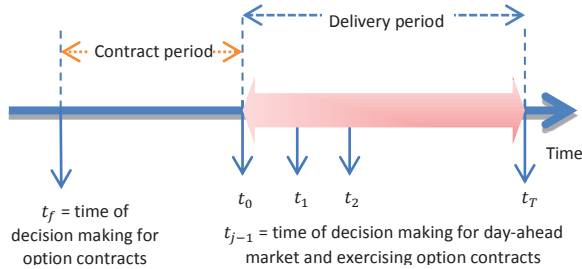 Delivery period
Contract period
Time
t_0 t_1 t_2 t_T
t_f = time of
decision making for
option contracts
t_{j−1} = time of decision making for day-ahead
market and exercising option contracts